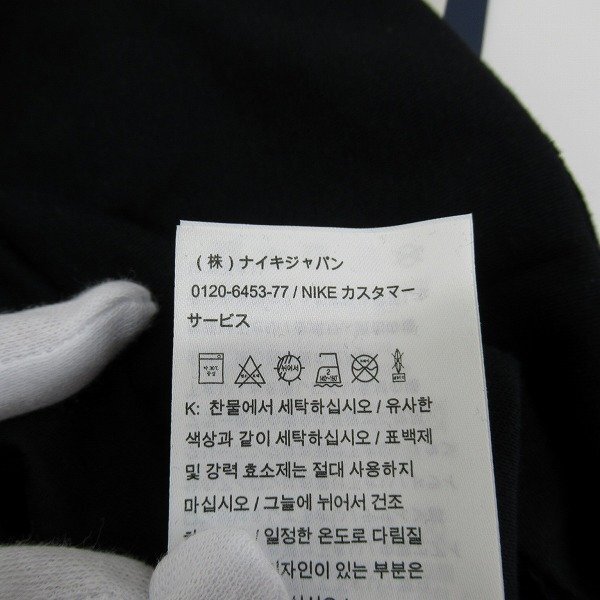 (株)ナイキジャパン
0120-6453-77 / NIKE カスタマー
サービス
K: 찬물에서 세탁하십시오 / 유사한
색상과 같이 세탁하십시오 / 표백제
및 강력 효소제는 절대 사용하지
마십시오 / 그늘에 뉘어서 건조
일정한 온도로 다림질
있는 부분은